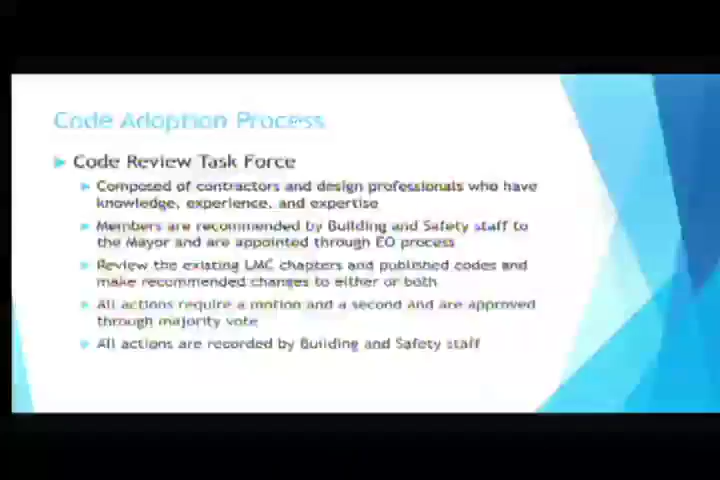 Code Adoption Process
Code Review Task Force
Composed of contractors and design professionals who have
knowledge, experience, and expertise
Members are recommended by Building and Safety staff to
the Mayor and are appointed through EO process
Review the existing LMC chapters and published codes and
make recommended changes to either or both
All actions require a motion and a second and are approved
through majority vote
All actions are recorded by Building and Safety staff